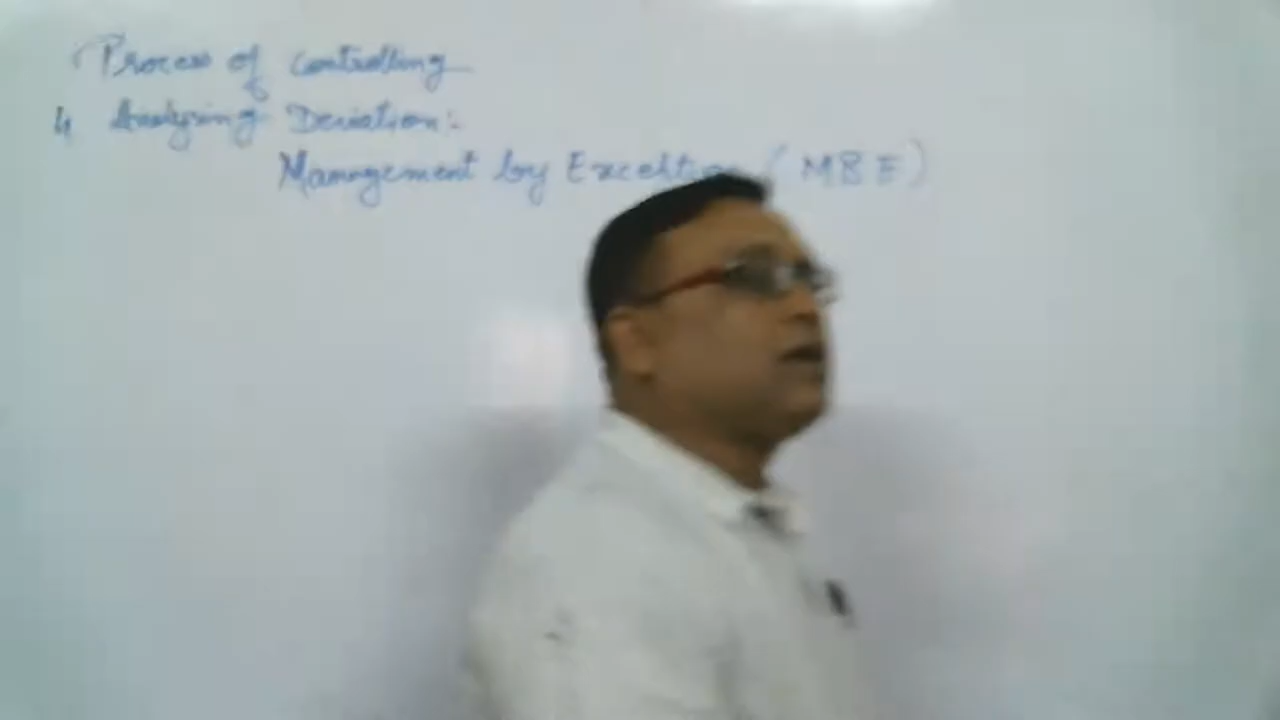 Process of Controlling
4 Analysing Deviation:-
Management by Exception (MBE)